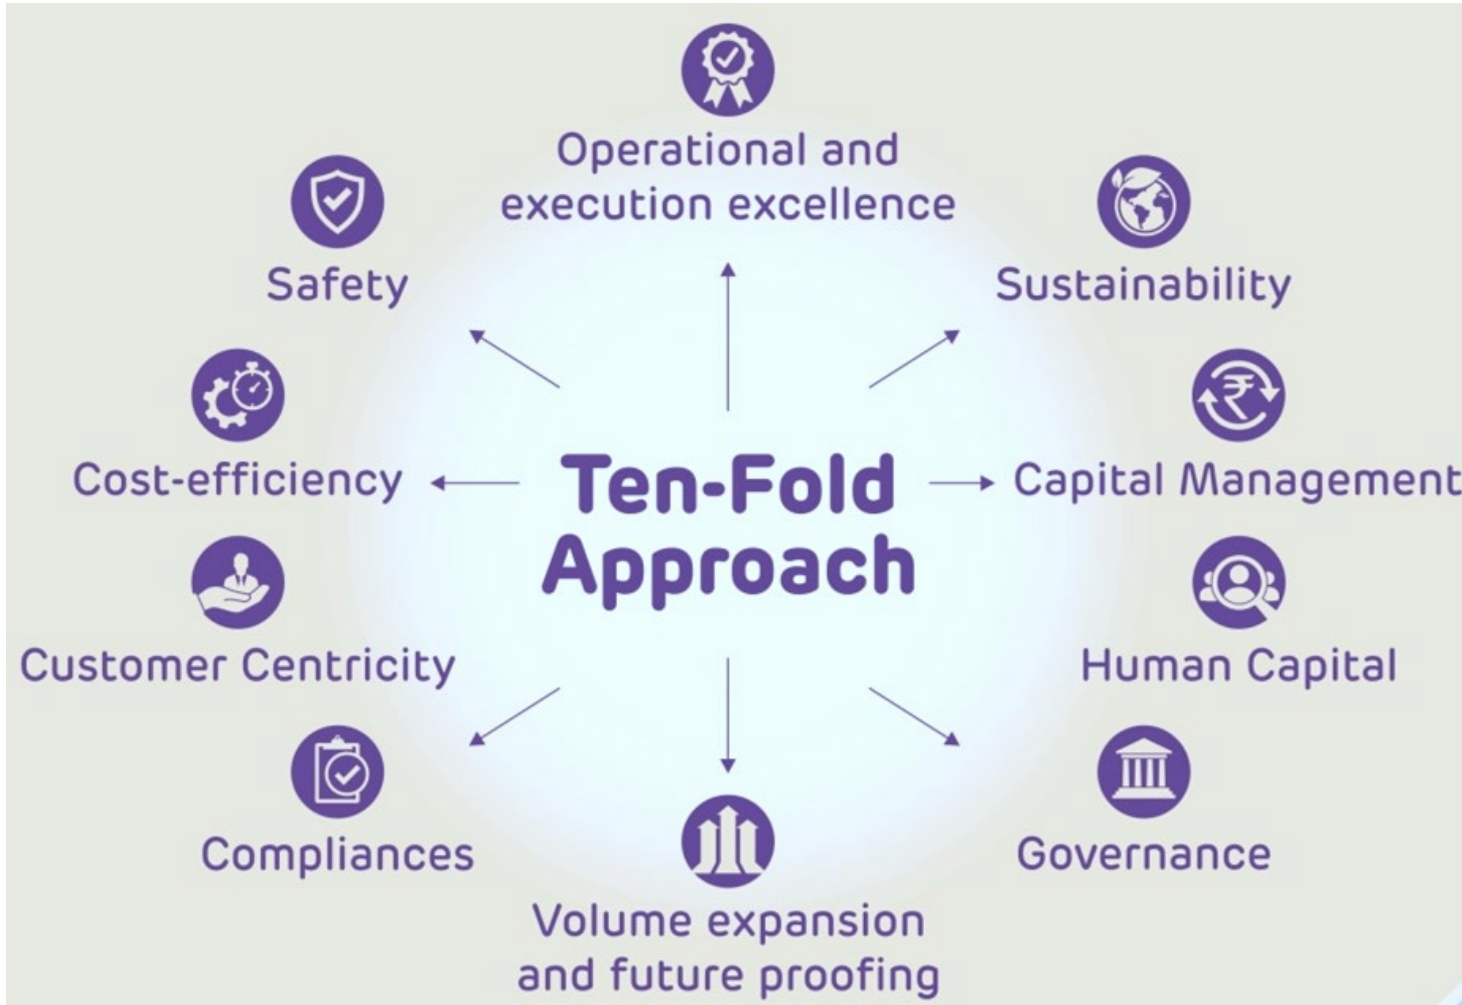 Operational and
execution excellence
Safety
Sustainability
Cost-efficiency
Ten-Fold
Approach
Capital Management
Customer Centricity
Human Capital
Compliances
Governance
Volume expansion
and future proofing